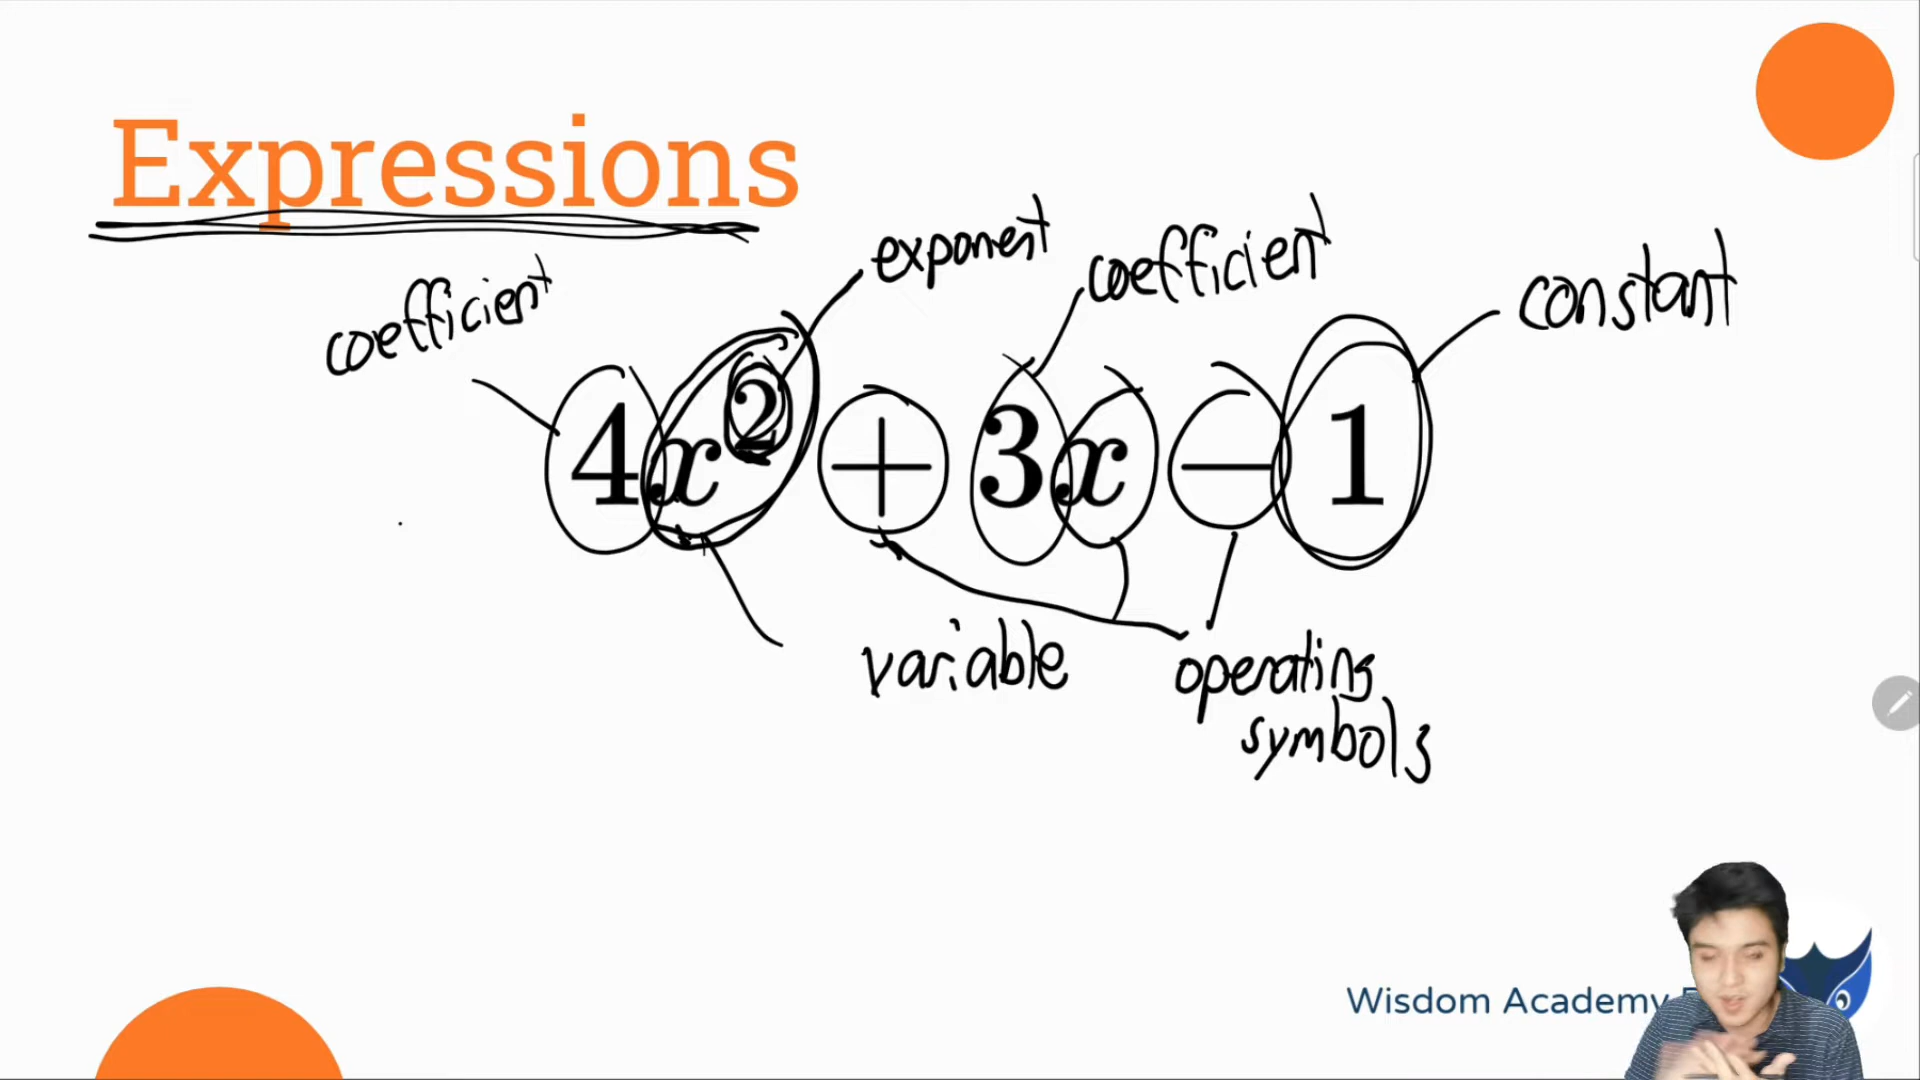 Expressions
exponent
coefficient
constant
coefficient
4x² + 3x − 1
variable
operating
symbols
Wisdom Academy